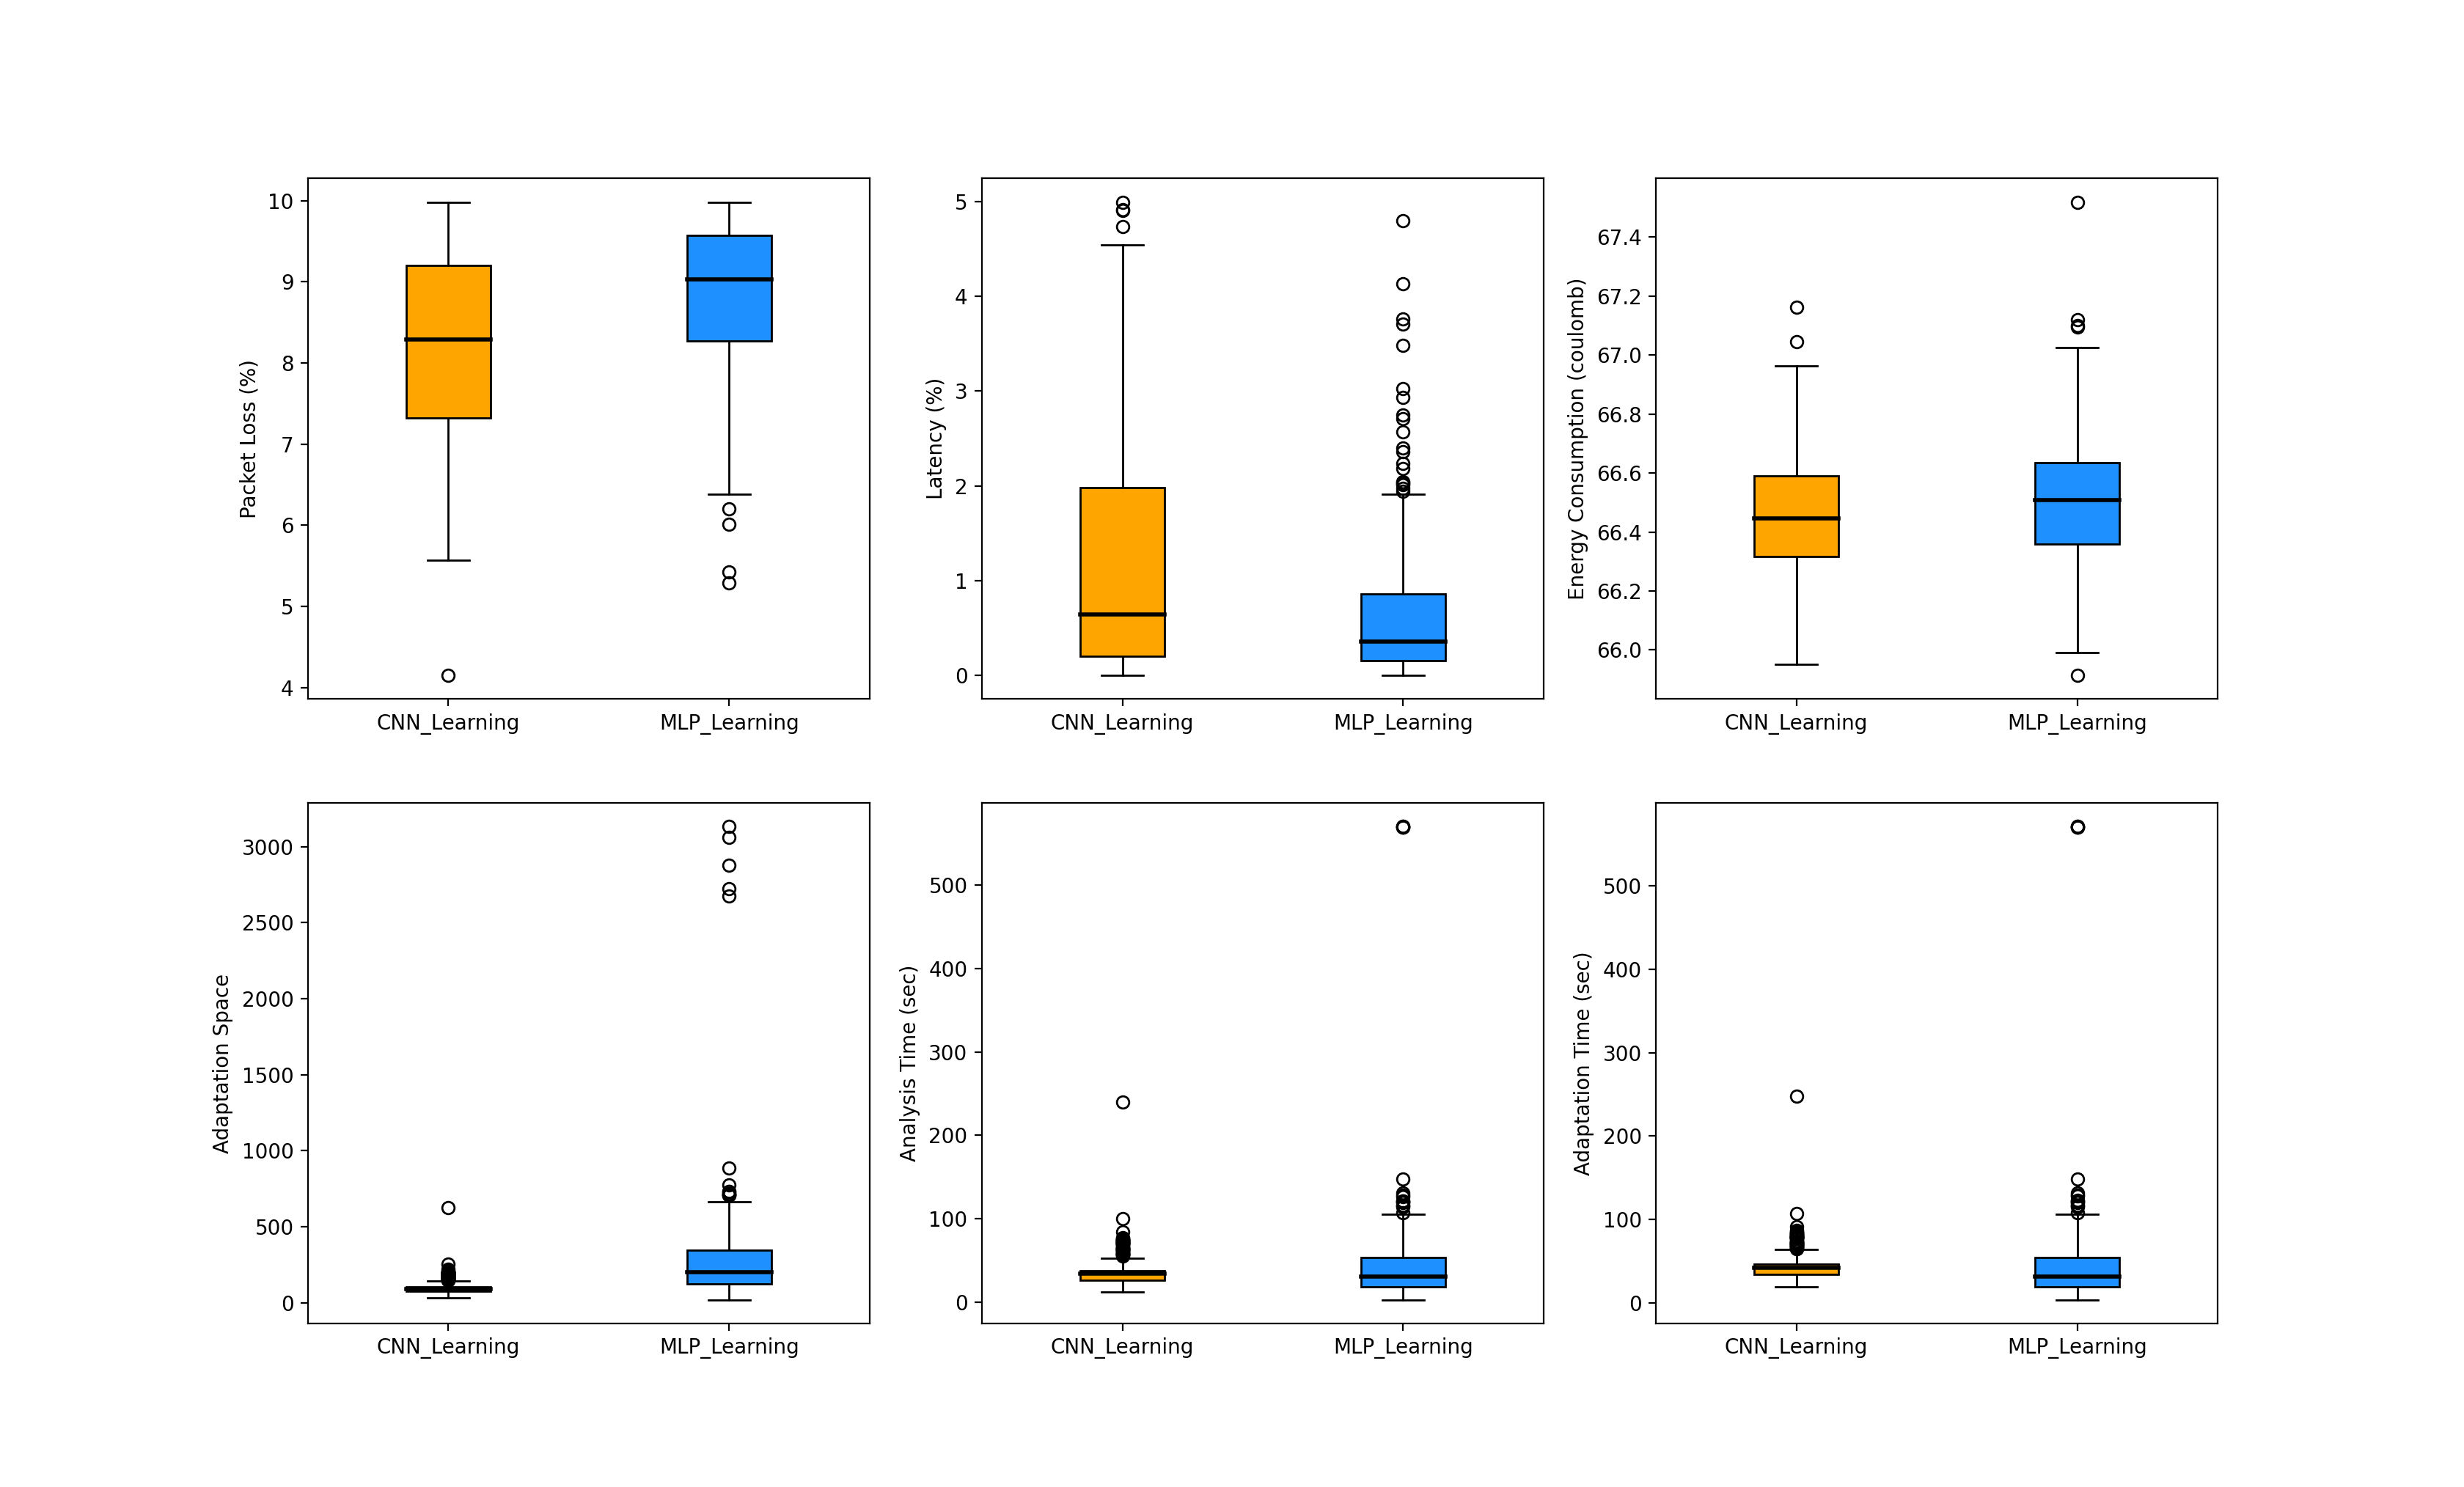 Packet Loss (%)
10
9
8
7
6
5
4
CNN_Learning
MLP_Learning
Latency (%)
5
4
3
2
1
0
CNN_Learning
MLP_Learning
Energy Consumption (coulomb)
67.4
67.2
67.0
66.8
66.6
66.4
66.2
66.0
CNN_Learning
MLP_Learning
Adaptation Space
3000
2500
2000
1500
1000
500
0
CNN_Learning
MLP_Learning
Analysis Time (sec)
500
400
300
200
100
0
CNN_Learning
MLP_Learning
Adaptation Time (sec)
500
400
300
200
100
0
CNN_Learning
MLP_Learning